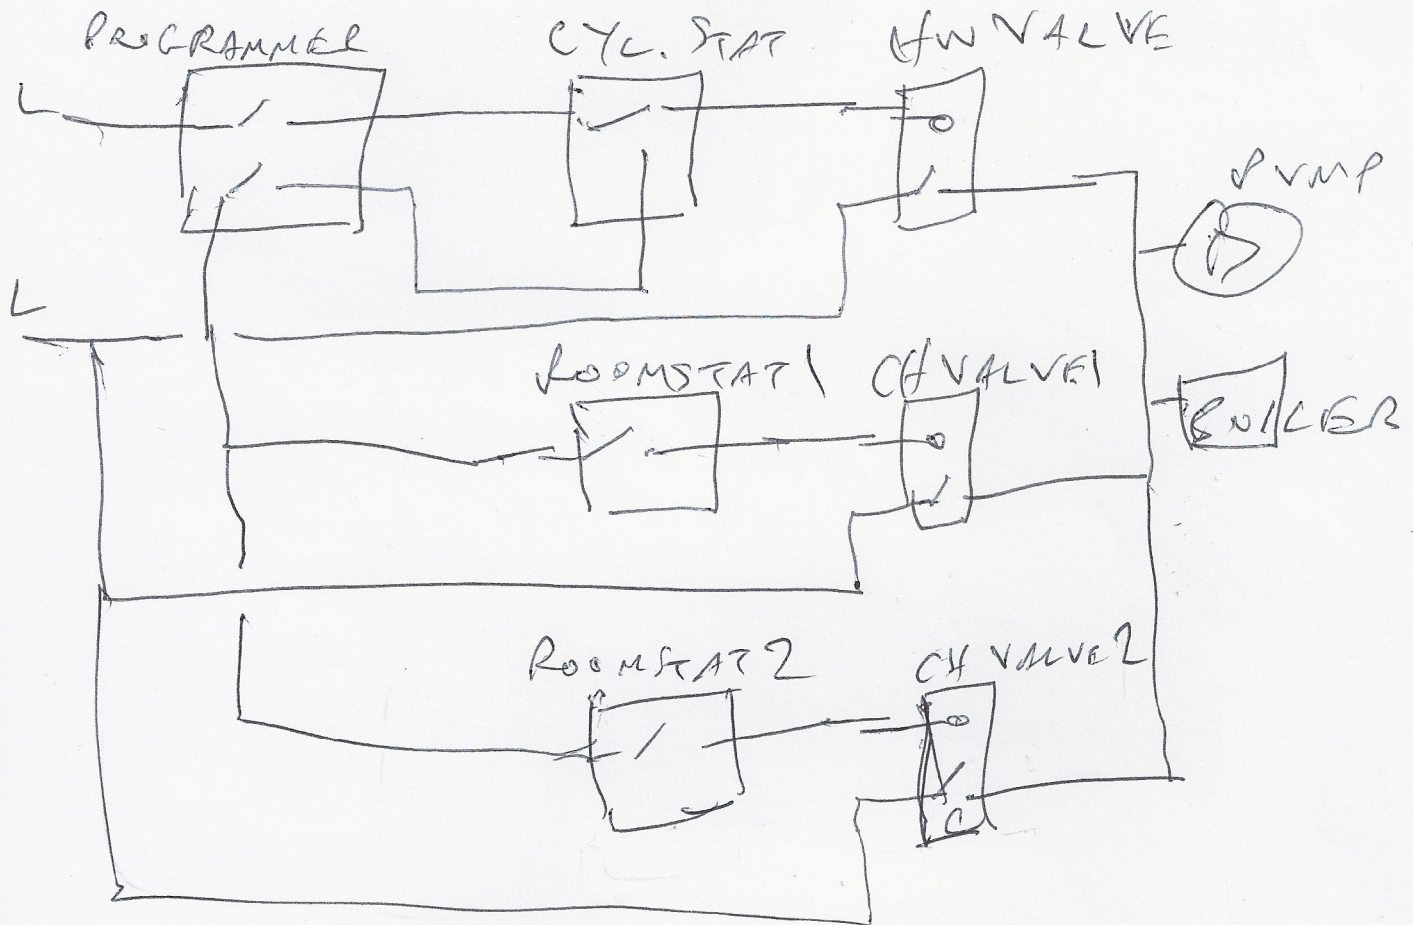 PROGRAMMER
CYL. STAT
HW VALVE
L
PUMP
L
ROOMSTAT 1
CH VALVE 1
BOILER
ROOMSTAT 2
CH VALVE 2